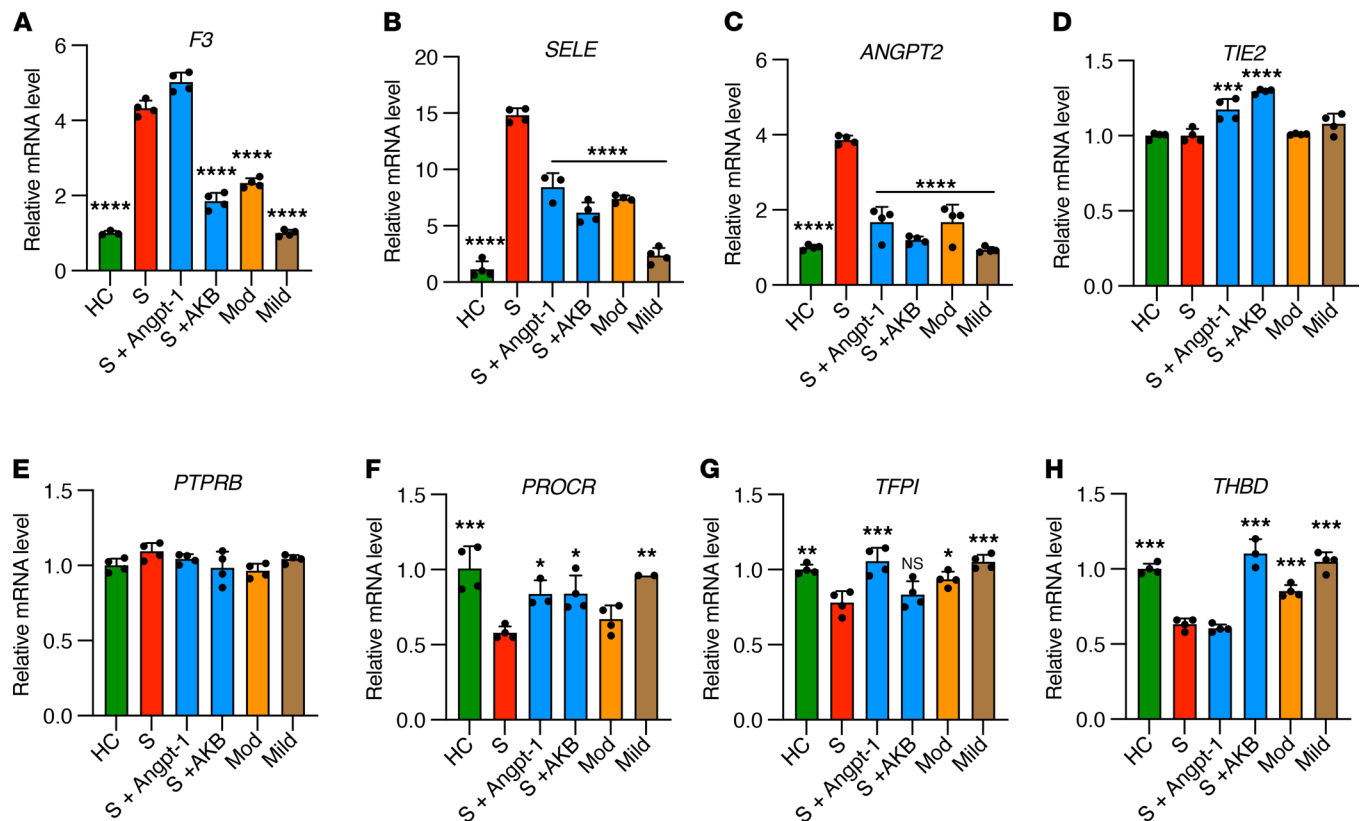 A
F3
Relative mRNA level
6
4
2
0
****
****
****
****
HC
S
S + Angpt-1
S +AKB
Mod
Mild
B
SELE
Relative mRNA level
20
15
10
5
0
****
****
HC
S
S + Angpt-1
S +AKB
Mod
Mild
C
ANGPT2
Relative mRNA level
6
4
2
0
****
****
HC
S
S + Angpt-1
S +AKB
Mod
Mild
D
TIE2
Relative mRNA level
1.5
1.0
0.5
0.0
***
****
HC
S
S + Angpt-1
S +AKB
Mod
Mild
E
PTPRB
Relative mRNA level
1.5
1.0
0.5
0.0
HC
S
S + Angpt-1
S +AKB
Mod
Mild
F
PROCR
Relative mRNA level
1.5
1.0
0.5
0.0
***
*
*
**
HC
S
S + Angpt-1
S +AKB
Mod
Mild
G
TFPI
Relative mRNA level
1.5
1.0
0.5
0.0
**
***
NS
*
***
HC
S
S + Angpt-1
S +AKB
Mod
Mild
H
THBD
Relative mRNA level
1.5
1.0
0.5
0.0
***
***
***
***
HC
S
S + Angpt-1
S +AKB
Mod
Mild